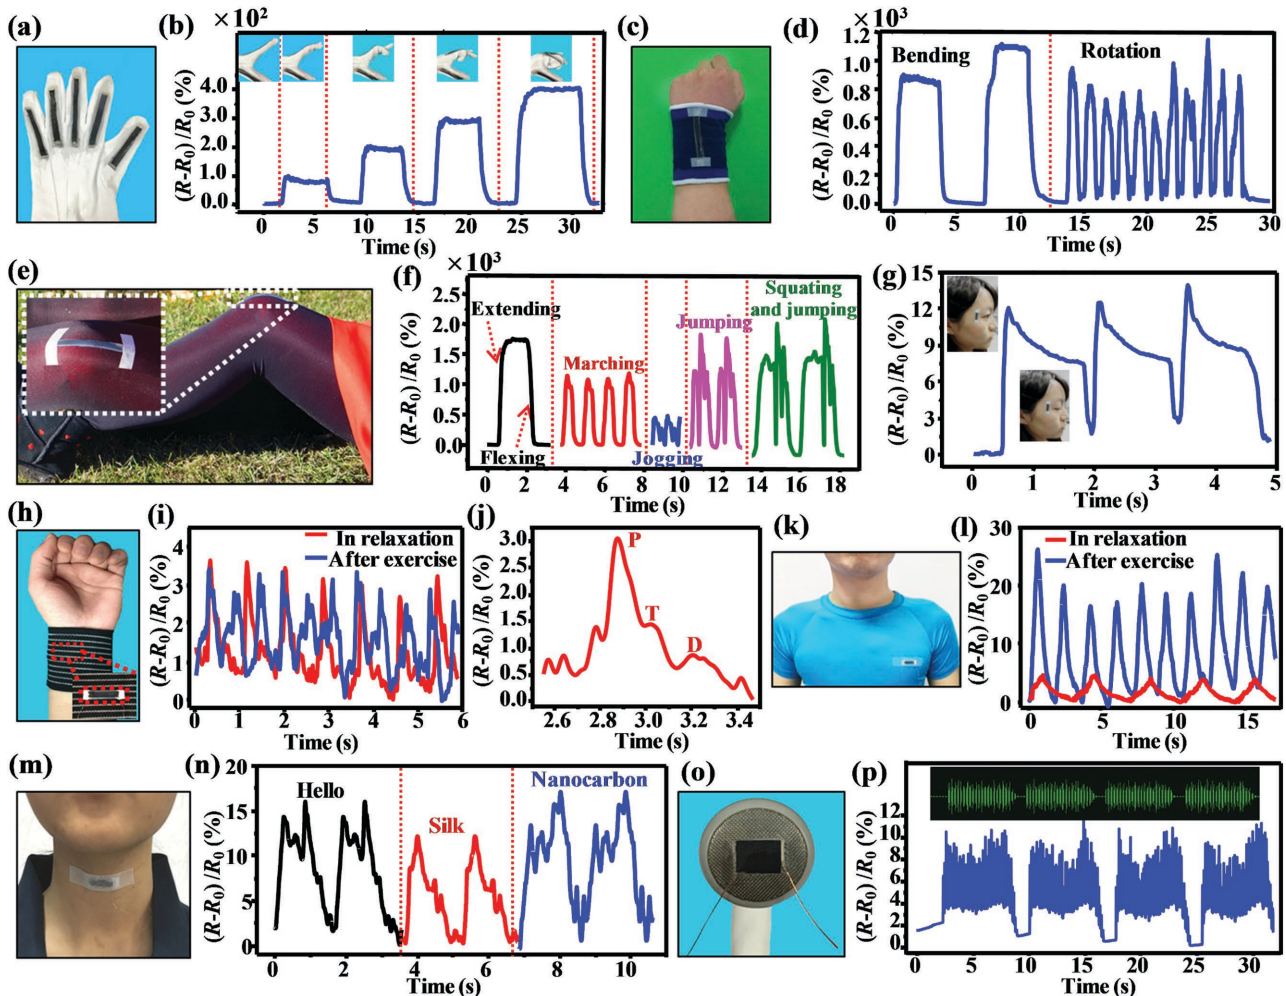 (a)
(b)
×10²
(R-R₀)/R₀ (%)
4.0
3.0
2.0
1.0
0.0
0 5 10 15 20 25 30
Time (s)
(c)
(d)
×10³
(R-R₀)/R₀ (%)
1.2
1.0
0.8
0.6
0.4
0.2
0.0
Bending
Rotation
0 5 10 15 20 25 30
Time (s)
(e)
(f)
×10³
(R-R₀)/R₀ (%)
2.5
2.0
1.5
1.0
0.5
0.0
Extending
Flexing
Marching
Jogging
Jumping
Squating
and jumping
0 2 4 6 8 10 12 14 16 18
Time (s)
(g)
(R-R₀)/R₀ (%)
15
12
9
6
3
0
0 1 2 3 4 5
Time (s)
(h)
(i)
(R-R₀)/R₀ (%)
4
3
2
1
0
In relaxation
After exercise
0 1 2 3 4 5 6
Time (s)
(j)
(R-R₀)/R₀ (%)
3.0
2.5
2.0
1.5
1.0
0.5
0.0
P
T
D
2.6 2.8 3.0 3.2 3.4
Time (s)
(k)
(l)
(R-R₀)/R₀ (%)
30
20
10
0
In relaxation
After exercise
0 5 10 15
Time (s)
(m)
(n)
(R-R₀)/R₀ (%)
20
15
10
5
0
Hello
Silk
Nanocarbon
0 2 4 6 8 10
Time (s)
(o)
(p)
(R-R₀)/R₀ (%)
12
10
8
6
4
2
0
0 5 10 15 20 25 30
Time (s)